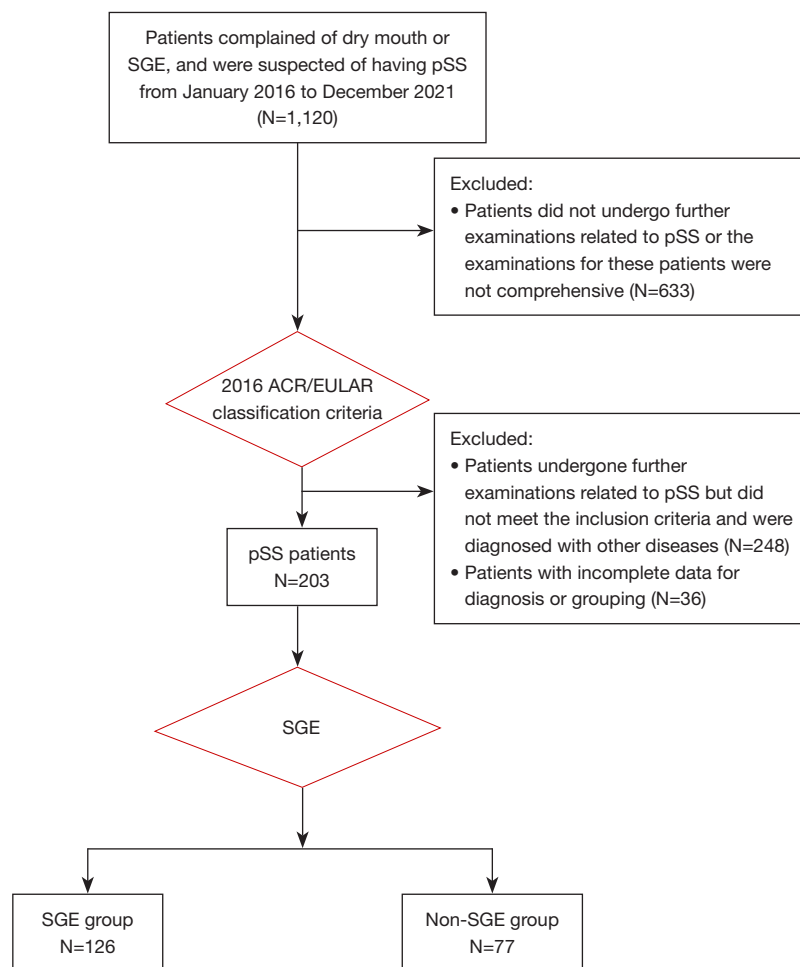 Patients complained of dry mouth or
SGE, and were suspected of having pSS
from January 2016 to December 2021
(N=1,120)
Excluded:
• Patients did not undergo further
examinations related to pSS or the
examinations for these patients were
not comprehensive (N=633)
2016 ACR/EULAR
classification criteria
Excluded:
• Patients undergone further
examinations related to pSS but did
not meet the inclusion criteria and were
diagnosed with other diseases (N=248)
• Patients with incomplete data for
diagnosis or grouping (N=36)
pSS patients
N=203
SGE
SGE group
N=126
Non-SGE group
N=77